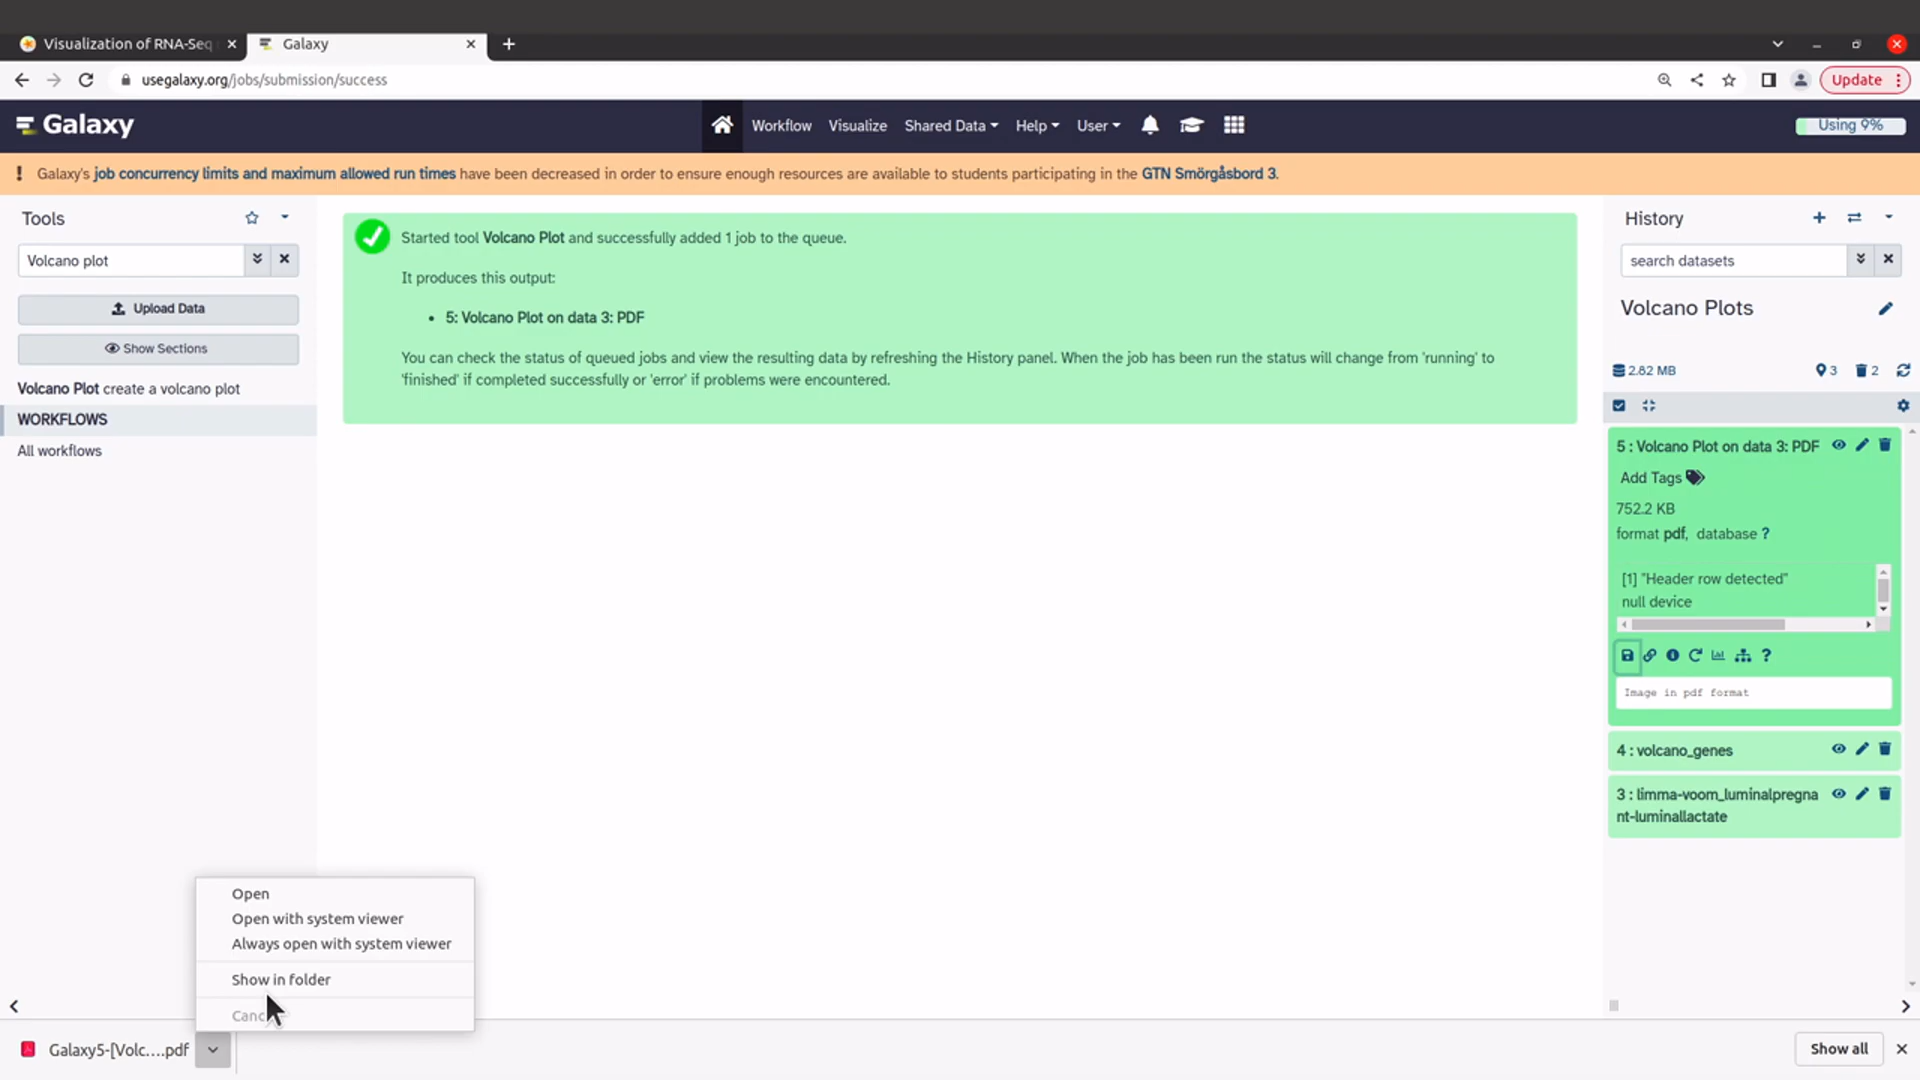 Visualization of RNA-Seq
Galaxy
usegalaxy.org/jobs/submission/success
Update
Galaxy
Workflow
Visualize
Shared Data
Help
User
Using 9%
! Galaxy's job concurrency limits and maximum allowed run times have been decreased in order to ensure enough resources are available to students participating in the GTN Smörgåsbord 3.
Tools
Volcano plot
Upload Data
Show Sections
Volcano Plot create a volcano plot
WORKFLOWS
All workflows
Started tool Volcano Plot and successfully added 1 job to the queue.
It produces this output:
• 5: Volcano Plot on data 3: PDF
You can check the status of queued jobs and view the resulting data by refreshing the History panel. When the job has been run the status will change from 'running' to
'finished' if completed successfully or 'error' if problems were encountered.
History
search datasets
Volcano Plots
2.82 MB
3
2
5 : Volcano Plot on data 3: PDF
Add Tags
752.2 KB
format pdf, database ?
[1] "Header row detected"
null device
?
Image in pdf format
4 : volcano_genes
3 : limma-voom_luminalpregna
nt-luminallactate
Open
Open with system viewer
Always open with system viewer
Show in folder
Galaxy5-[Volc....pdf
Show all